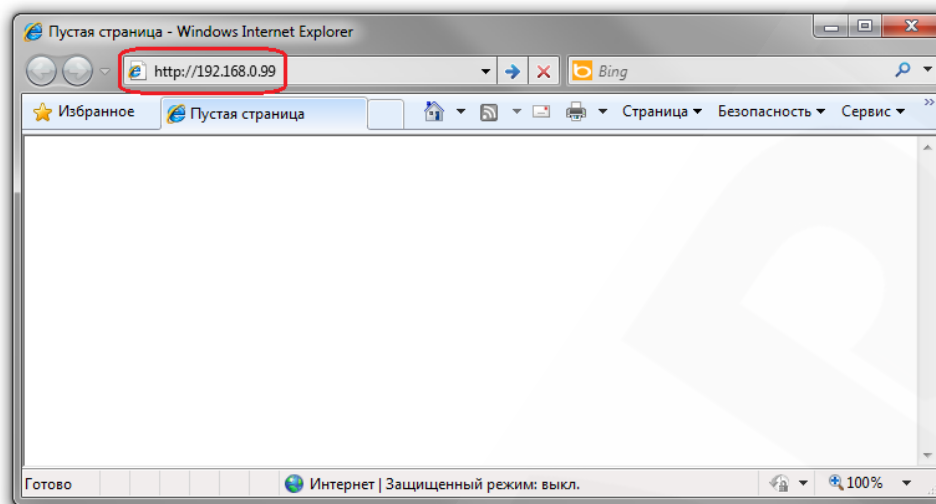 Пустая страница - Windows Internet Explorer
http://192.168.0.99
Bing
Избранное
Пустая страница
Страница
Безопасность
Сервис
Готово
Интернет | Защищенный режим: выкл.
100%